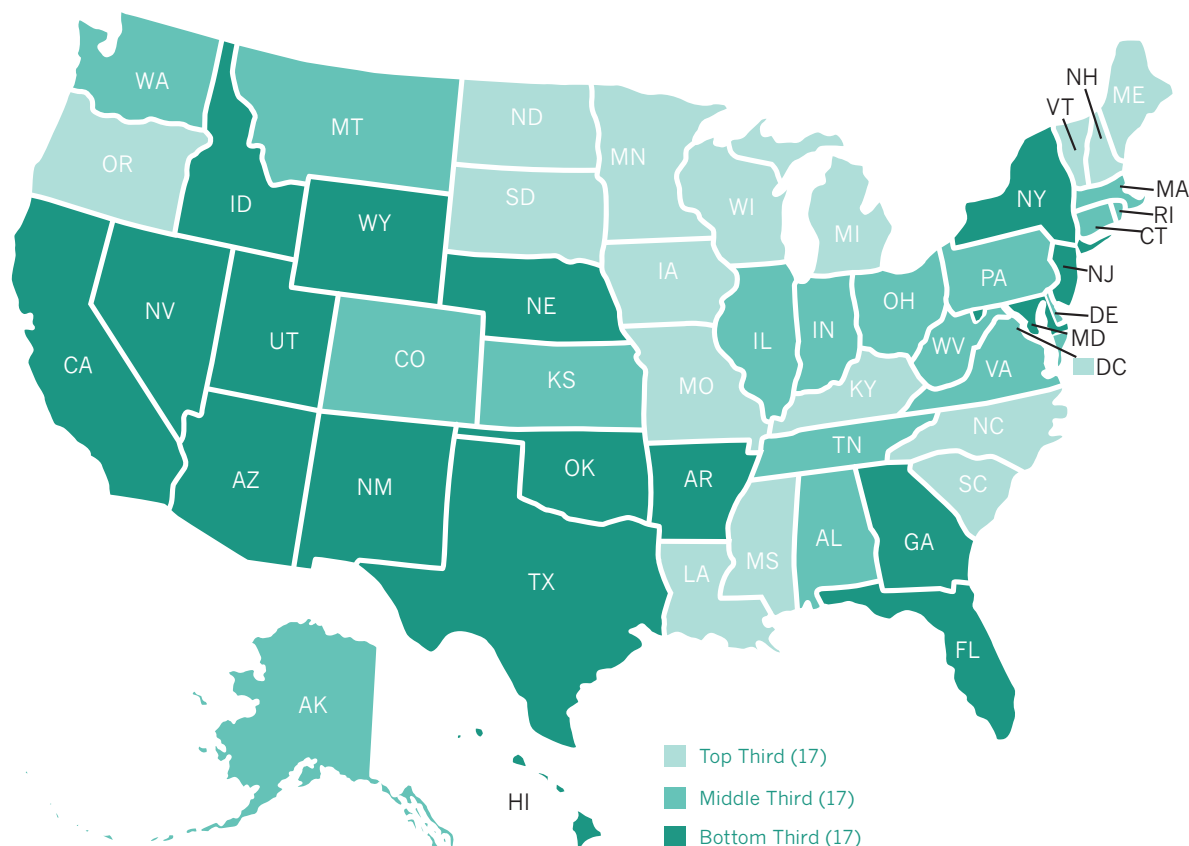 NH
ME
WA
VT
ND
MT
MN
OR
MA
SD
ID
NY
WI
RI
WY
MI
CT
IA
PA
NJ
NE
OH
NV
DE
IN
UT
IL
MD
WV
CO
VA
CA
DC
KS
MO
KY
NC
TN
OK
AZ
AR
SC
NM
AL
GA
MS
LA
TX
FL
AK
Top Third (17)
HI
Middle Third (17)
Bottom Third (17)